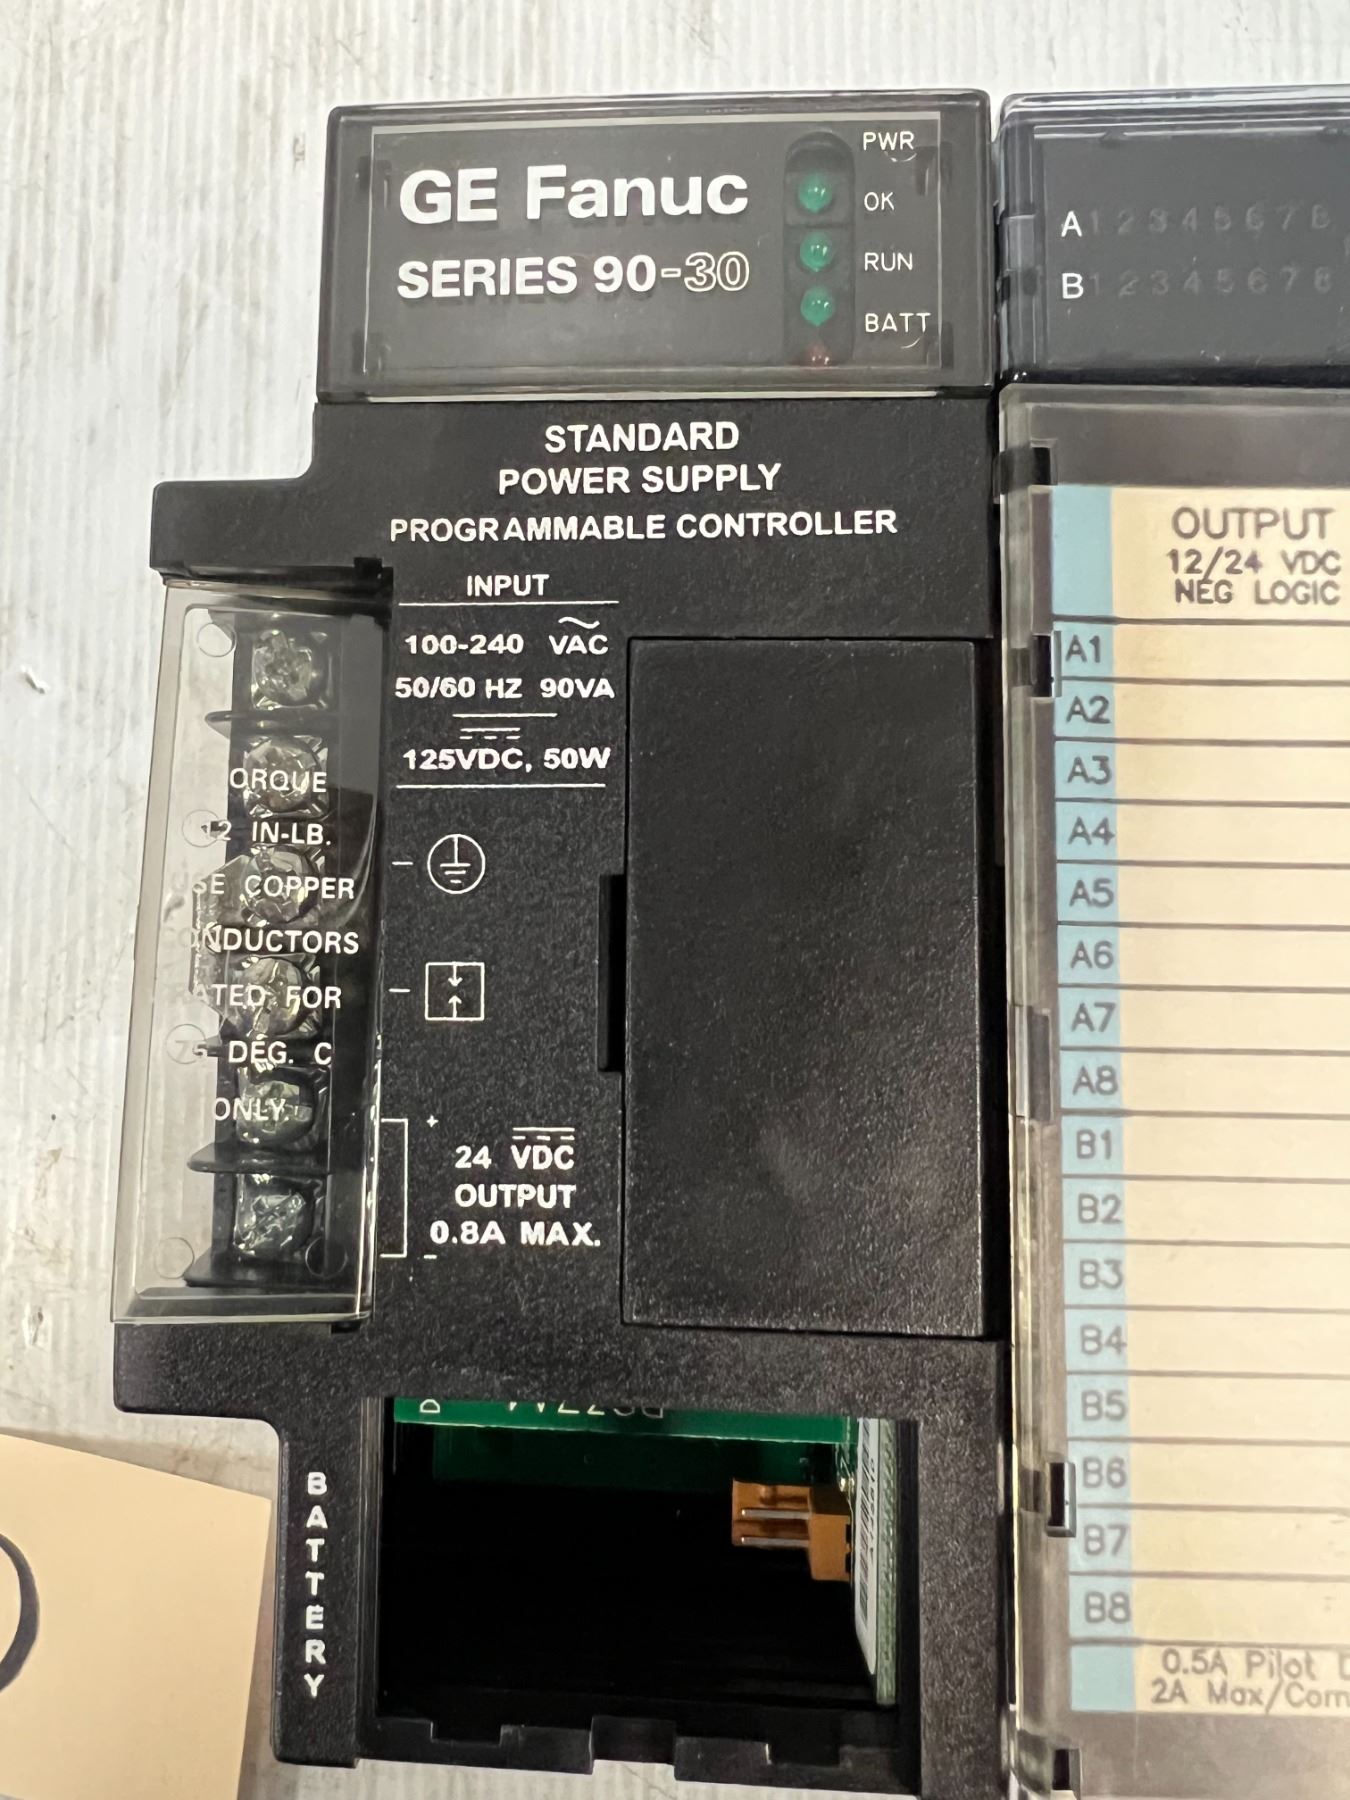 GE Fanuc
SERIES 90-30
PWR
OK
RUN
BATT
A 1 2 3 4 5 6 7 8
B 1 2 3 4 5 6 7 8
STANDARD
POWER SUPPLY
PROGRAMMABLE CONTROLLER
INPUT
100-240 VAC
50/60 HZ 90VA
125VDC, 50W
ORQUE
12 IN-LB.
SE COPPER
ONDUCTORS
ATED FOR
75 DEG. C
ONLY.
+
24 VDC
OUTPUT
0.8A MAX.
-
BATTERY
OUTPUT
12/24 VDC
NEG LOGIC
A1
A2
A3
A4
A5
A6
A7
A8
B1
B2
B3
B4
B5
B6
B7
B8
0.5A Pilot
2A Max/Com